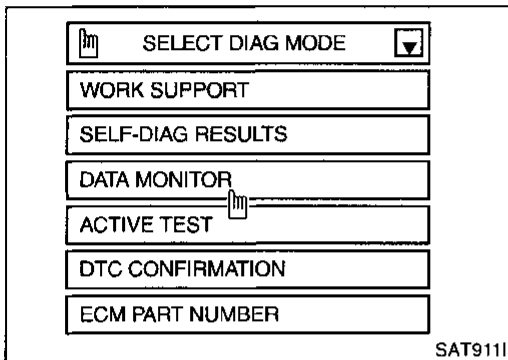 SELECT DIAG MODE
WORK SUPPORT
SELF-DIAG RESULTS
DATA MONITOR
ACTIVE TEST
DTC CONFIRMATION
ECM PART NUMBER
SAT911I